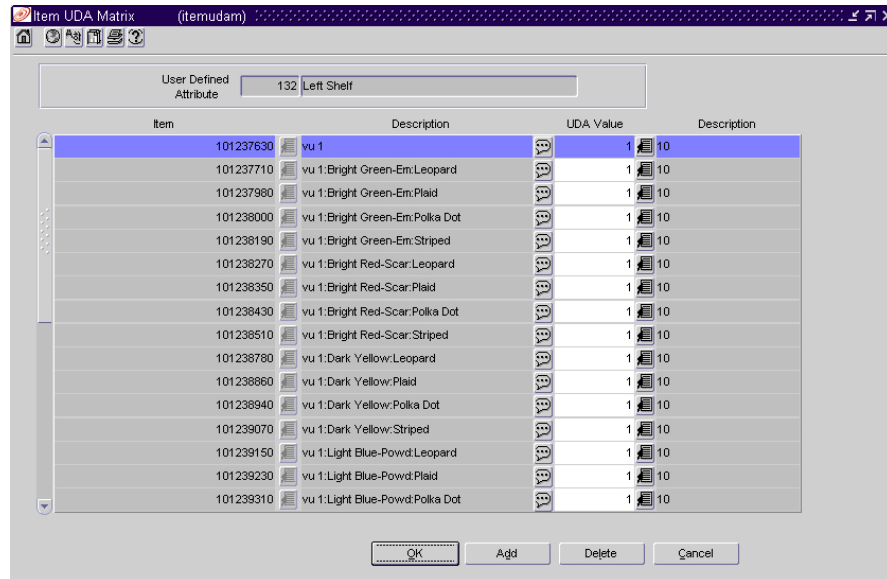 Item UDA Matrix (itemudam)
User Defined Attribute 132 Left Shelf
Item Description UDA Value Description
101237630 vu 1 1 10
101237710 vu 1:Bright Green-Em:Leopard 1 10
101237980 vu 1:Bright Green-Em:Plaid 1 10
101238000 vu 1:Bright Green-Em:Polka Dot 1 10
101238190 vu 1:Bright Green-Em:Striped 1 10
101238270 vu 1:Bright Red-Scar:Leopard 1 10
101238350 vu 1:Bright Red-Scar:Plaid 1 10
101238430 vu 1:Bright Red-Scar:Polka Dot 1 10
101238510 vu 1:Bright Red-Scar:Striped 1 10
101238780 vu 1:Dark Yellow:Leopard 1 10
101238860 vu 1:Dark Yellow:Plaid 1 10
101238940 vu 1:Dark Yellow:Polka Dot 1 10
101239070 vu 1:Dark Yellow:Striped 1 10
101239150 vu 1:Light Blue-Powd:Leopard 1 10
101239230 vu 1:Light Blue-Powd:Plaid 1 10
101239310 vu 1:Light Blue-Powd:Polka Dot 1 10
OK Add Delete Cancel